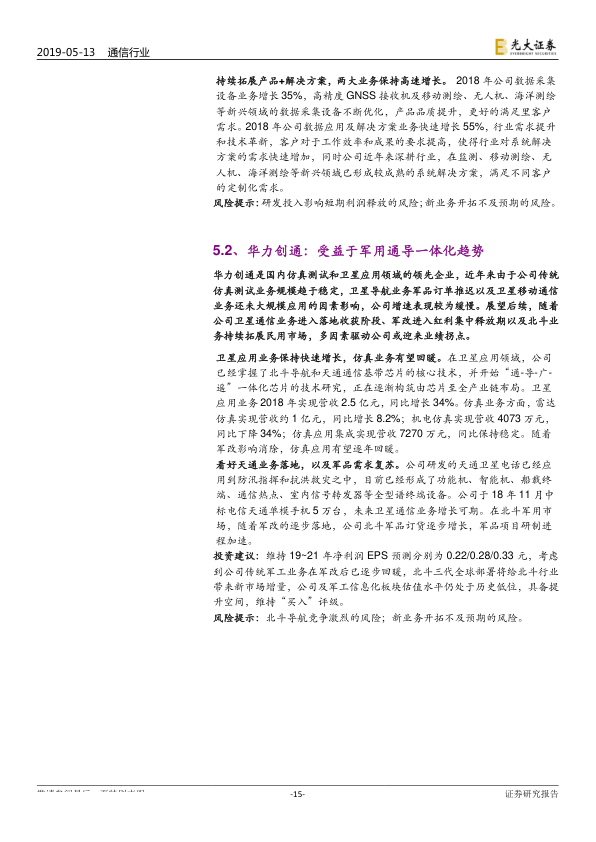 2019-05-13 通信行业
光大证券
EVERBRIGHT SECURITIES
持续拓展产品+解决方案，两大业务保持高速增长。2018 年公司数据采集
设备业务增长 35%，高精度 GNSS 接收机及移动测绘、无人机、海洋测绘
等新兴领域的数据采集设备不断优化，产品品质提升，更好的满足里客户
需求。2018 年公司数据应用及解决方案业务快速增长 55%，行业需求提升
和技术革新，客户对于工作效率和成果的要求提高，使得行业对系统解决
方案的需求快速增加，同时公司近年来深耕行业，在监测、移动测绘、无
人机、海洋测绘等新兴领域已形成较成熟的系统解决方案，满足不同客户
的定制化需求。
风险提示：研发投入影响短期利润释放的风险；新业务开拓不及预期的风险。
5.2、华力创通：受益于军用通导一体化趋势
华力创通是国内仿真测试和卫星应用领域的领先企业，近年来由于公司传统
仿真测试业务规模趋于稳定，卫星导航业务军品订单推迟以及卫星移动通信
业务还未大规模应用的因素影响，公司增速表现较为缓慢。展望后续，随着
公司卫星通信业务进入落地收获阶段、军改进入红利集中释放期以及北斗业
务持续拓展民用市场，多因素驱动公司或迎来业绩拐点。
卫星应用业务保持快速增长，仿真业务有望回暖。在卫星应用领域，公司
已经掌握了北斗导航和天通通信基带芯片的核心技术，并开始“通-导-广-
遥”一体化芯片的技术研究，正在逐渐构筑由芯片至全产业链布局。卫星
应用业务 2018 年实现营收 2.5 亿元，同比增长 34%。仿真业务方面，雷达
仿真实现营收约 1 亿元，同比增长 8.2%；机电仿真实现营收 4073 万元，
同比下降 34%；仿真应用集成实现营收 7270 万元，同比保持稳定。随着
军改影响消除，仿真应用有望逐年回暖。
看好天通业务落地，以及军品需求复苏。公司研发的天通卫星电话已经应
用到防汛指挥和抗洪救灾之中，目前已经形成了功能机、智能机、船载终
端、通信热点、室内信号转发器等全型谱终端设备。公司于 18 年 11 月中
标电信天通单模手机 5 万台，未来卫星通信业务增长可期。在北斗军用市
场，随着军改的逐步落地，公司北斗军品订货逐步增长，军品项目研制进
程加速。
投资建议：维持 19~21 年净利润 EPS 预测分别为 0.22/0.28/0.33 元，考虑
到公司传统军工业务在军改后已逐步回暖，北斗三代全球部署将给北斗行业
带来新市场增量，公司及军工信息化板块估值水平仍处于历史低位，具备提
升空间，维持“买入”评级。
风险提示：北斗导航竞争激烈的风险；新业务开拓不及预期的风险。
-15-
证券研究报告